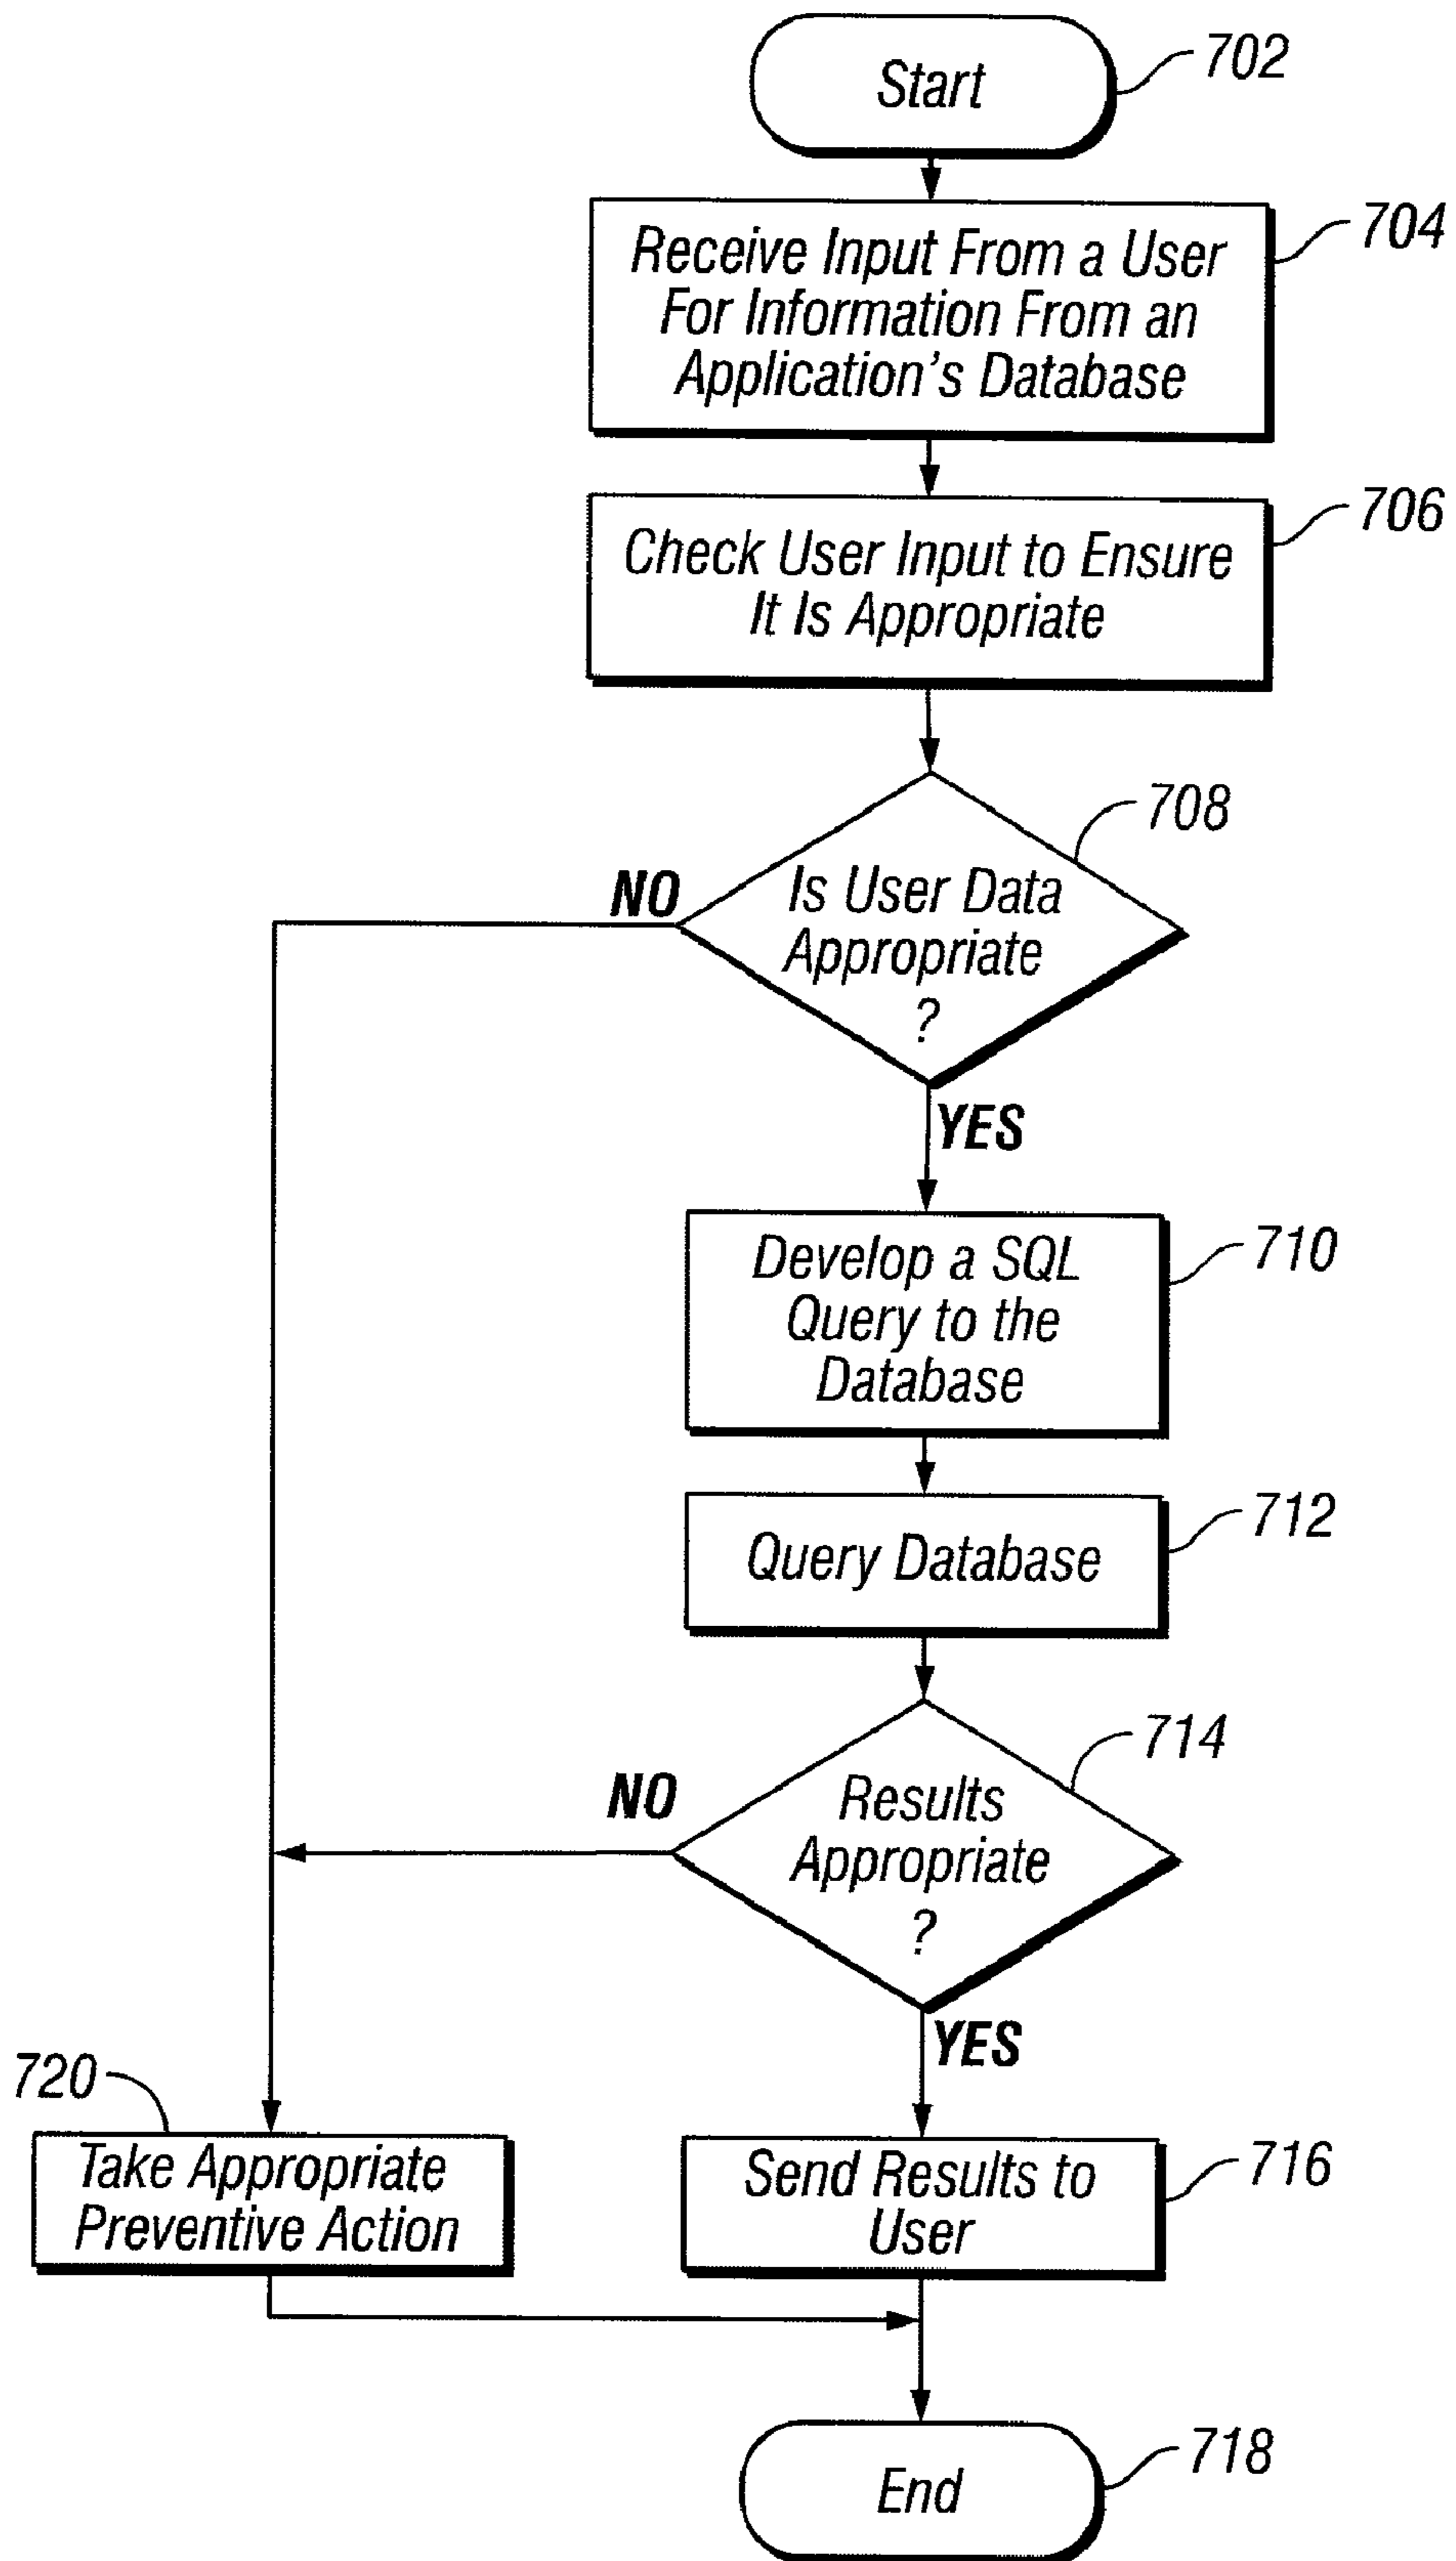 Start
702
Receive Input From a User
For Information From an
Application's Database
704
Check User Input to Ensure
It Is Appropriate
706
708
Is User Data
Appropriate
?
NO
YES
Develop a SQL
Query to the
Database
710
Query Database
712
714
Results
Appropriate
?
NO
YES
720
Take Appropriate
Preventive Action
Send Results to
User
716
End
718